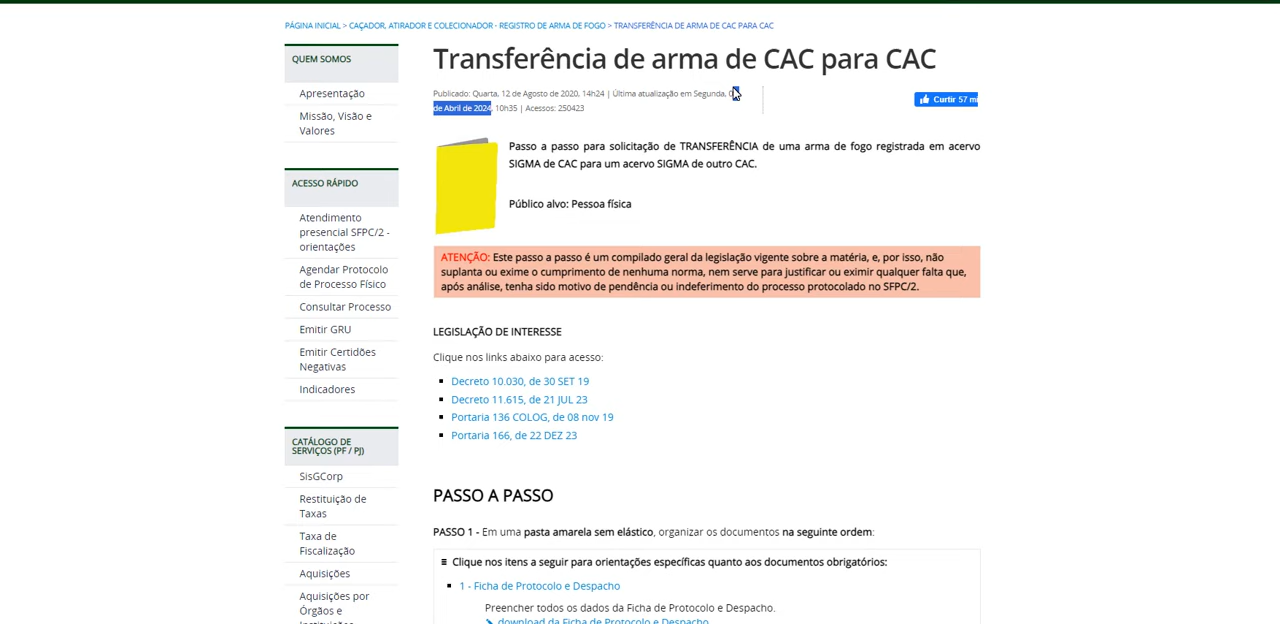 PÁGINA INICIAL > CAÇADOR, ATIRADOR E COLECIONADOR - REGISTRO DE ARMA DE FOGO > TRANSFERÊNCIA DE ARMA DE CAC PARA CAC
QUEM SOMOS
Apresentação
Missão, Visão e
Valores
ACESSO RÁPIDO
Atendimento
presencial SFPC/2 -
orientações
Agendar Protocolo
de Processo Físico
Consultar Processo
Emitir GRU
Emitir Certidões
Negativas
Indicadores
CATÁLOGO DE
SERVIÇOS (PF / PJ)
SisGCorp
Restituição de
Taxas
Taxa de
Fiscalização
Aquisições
Aquisições por
Órgãos e
Instituições
Transferência de arma de CAC para CAC
Publicado: Quarta, 12 de Agosto de 2020, 14h24 | Última atualização em Segunda,
de Abril de 2024, 10h35 | Acessos: 250423
Curtir 57 mi
Passo a passo para solicitação de TRANSFERÊNCIA de uma arma de fogo registrada em acervo
SIGMA de CAC para um acervo SIGMA de outro CAC.
Público alvo: Pessoa física
ATENÇÃO: Este passo a passo é um compilado geral da legislação vigente sobre a matéria, e, por isso, não
suplanta ou exime o cumprimento de nenhuma norma, nem serve para justificar ou eximir qualquer falta que,
após análise, tenha sido motivo de pendência ou indeferimento do processo protocolado no SFPC/2.
LEGISLAÇÃO DE INTERESSE
Clique nos links abaixo para acesso:
Decreto 10.030, de 30 SET 19
Decreto 11.615, de 21 JUL 23
Portaria 136 COLOG, de 08 nov 19
Portaria 166, de 22 DEZ 23
PASSO A PASSO
PASSO 1 - Em uma pasta amarela sem elástico, organizar os documentos na seguinte ordem:
Clique nos itens a seguir para orientações específicas quanto aos documentos obrigatórios:
1 - Ficha de Protocolo e Despacho
Preencher todos os dados da Ficha de Protocolo e Despacho.
download da Ficha de Protocolo e Despacho